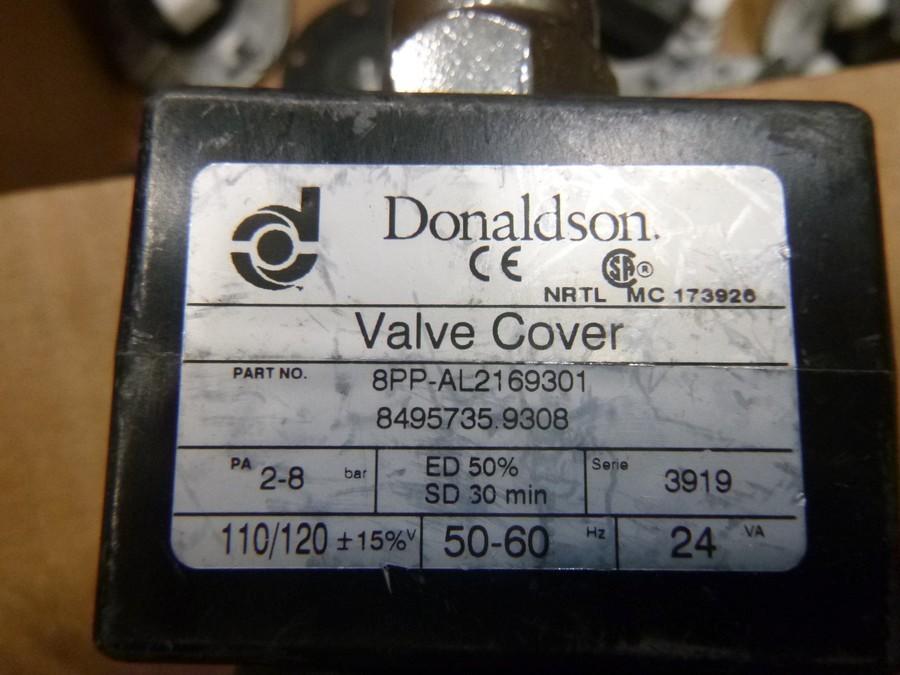 Donaldson.
CE SA®
NRTL MC 173926
Valve Cover
PART NO. 8PP-AL2169301
8495735.9308
PA 2-8 bar
ED 50%
SD 30 min
Serie 3919
110/120 ±15% V
50-60 Hz
24 VA